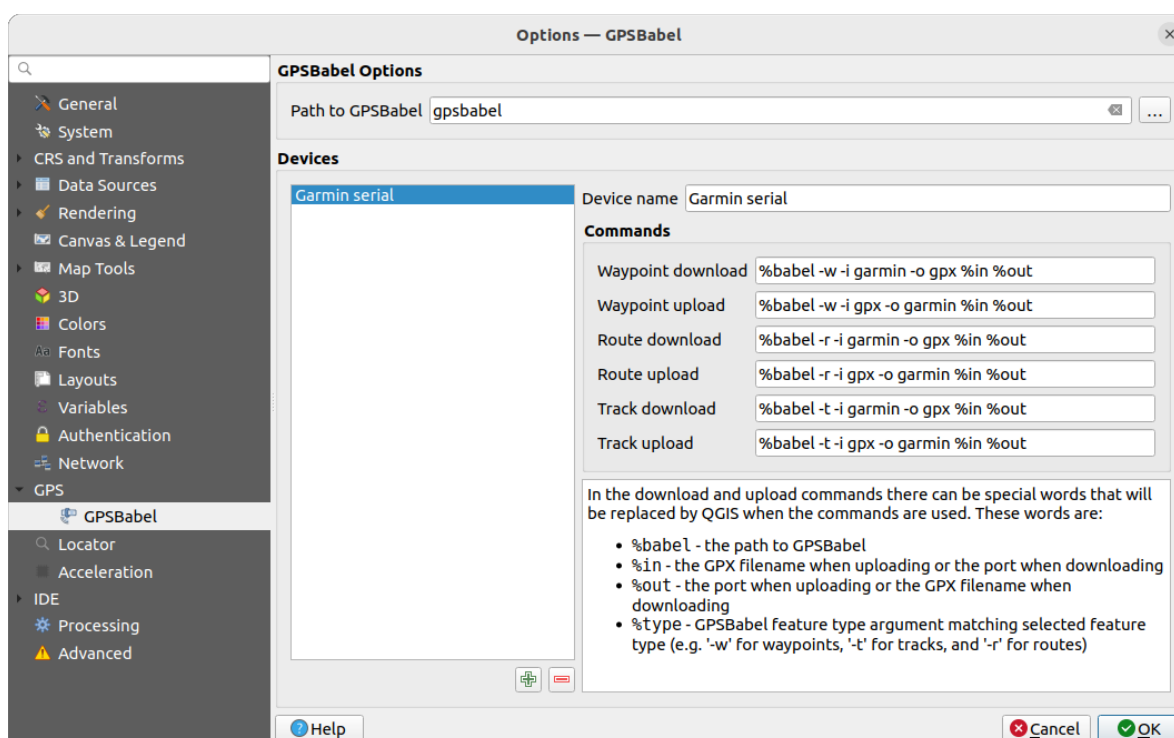 Options — GPSBabel
General
System
CRS and Transforms
Data Sources
Rendering
Canvas & Legend
Map Tools
3D
Colors
Aa Fonts
Layouts
Variables
Authentication
Network
GPS
GPSBabel
Locator
Acceleration
IDE
Processing
Advanced
GPSBabel Options
Path to GPSBabel gpsbabel ...
Devices
Garmin serial
Device name Garmin serial
Commands
Waypoint download %babel -w -i garmin -o gpx %in %out
Waypoint upload %babel -w -i gpx -o garmin %in %out
Route download %babel -r -i garmin -o gpx %in %out
Route upload %babel -r -i gpx -o garmin %in %out
Track download %babel -t -i garmin -o gpx %in %out
Track upload %babel -t -i gpx -o garmin %in %out
In the download and upload commands there can be special words that will
be replaced by QGIS when the commands are used. These words are:
• %babel - the path to GPSBabel
• %in - the GPX filename when uploading or the port when downloading
• %out - the port when uploading or the GPX filename when
downloading
• %type - GPSBabel feature type argument matching selected feature
type (e.g. '-w' for waypoints, '-t' for tracks, and '-r' for routes)
Help
Cancel
OK